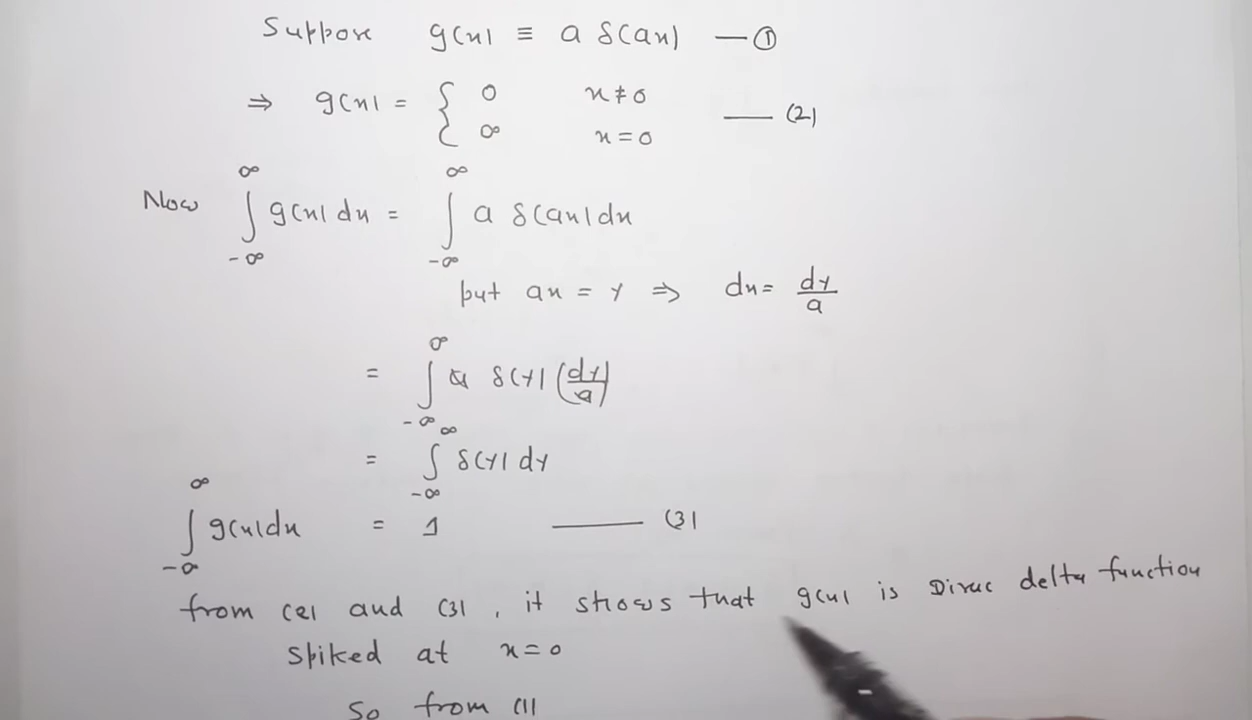 Suppose g(x) ≡ a δ(ax) — ①
⇒ g(x) = { 0 x ≠ 0
∞ x = 0 — (2)
Now ∫_{-∞}^{∞} g(x) dx = ∫_{-∞}^{∞} a δ(ax) dx
put ax = y ⇒ dx = dy/a
= ∫_{-∞}^{∞} a δ(y) (dy/a)
= ∫_{-∞}^{∞} δ(y) dy
∫_{-∞}^{∞} g(x) dx = 1 — (3)
from (2) and (3), it shows that g(x) is Dirac delta function
spiked at x = 0
So from (1)